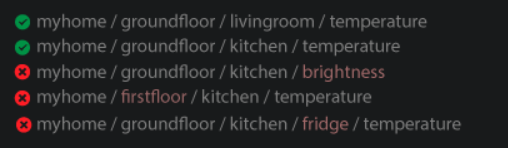 myhome / groundfloor / livingroom / temperature
myhome / groundfloor / kitchen / temperature
myhome / groundfloor / kitchen / brightness
myhome / firstfloor / kitchen / temperature
myhome / groundfloor / kitchen / fridge / temperature